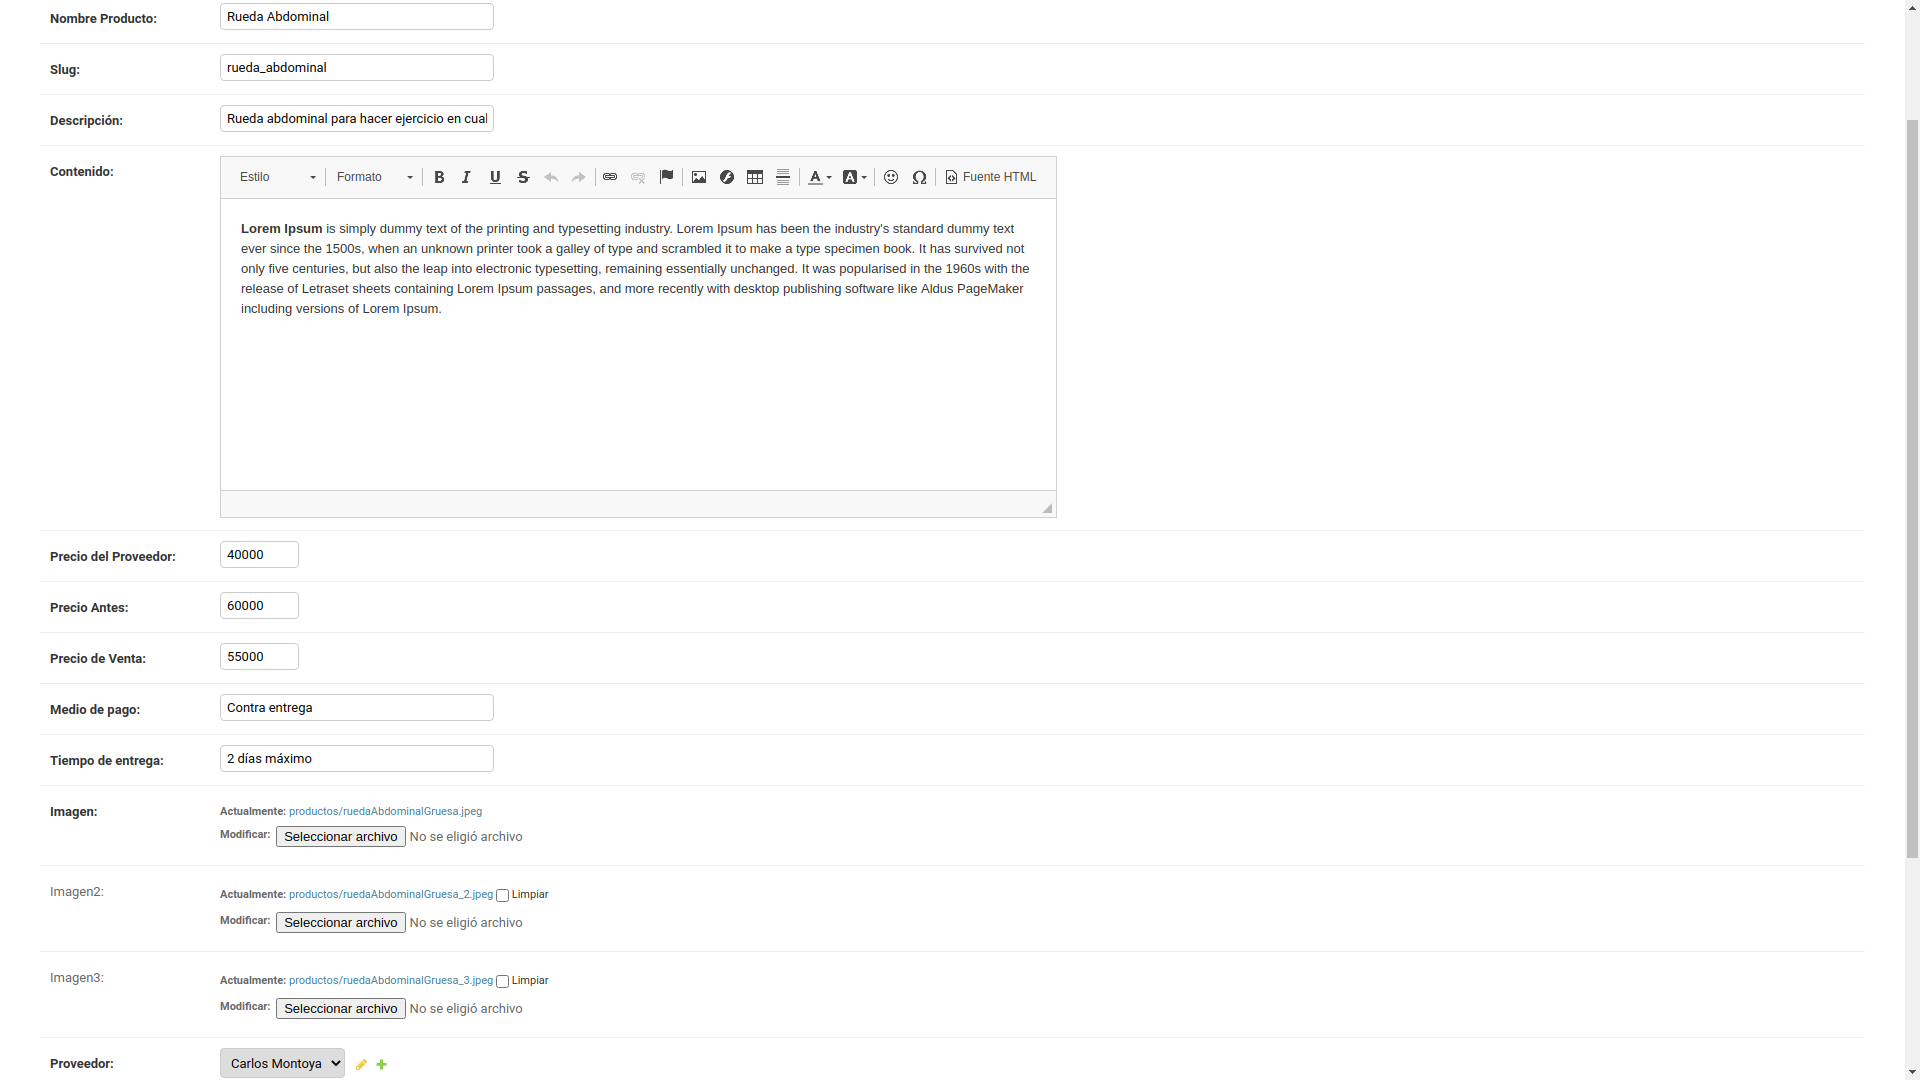 Nombre Producto: Rueda Abdominal
Slug: rueda_abdominal
Descripción: Rueda abdominal para hacer ejercicio en cual
Contenido:
Estilo Formato B I U S A A Ω Fuente HTML
Lorem Ipsum is simply dummy text of the printing and typesetting industry. Lorem Ipsum has been the industry's standard dummy text
ever since the 1500s, when an unknown printer took a galley of type and scrambled it to make a type specimen book. It has survived not
only five centuries, but also the leap into electronic typesetting, remaining essentially unchanged. It was popularised in the 1960s with the
release of Letraset sheets containing Lorem Ipsum passages, and more recently with desktop publishing software like Aldus PageMaker
including versions of Lorem Ipsum.
Precio del Proveedor: 40000
Precio Antes: 60000
Precio de Venta: 55000
Medio de pago: Contra entrega
Tiempo de entrega: 2 días máximo
Imagen: Actualmente: productos/ruedaAbdominalGruesa.jpeg
Modificar: Seleccionar archivo No se eligió archivo
Imagen2: Actualmente: productos/ruedaAbdominalGruesa_2.jpeg Limpiar
Modificar: Seleccionar archivo No se eligió archivo
Imagen3: Actualmente: productos/ruedaAbdominalGruesa_3.jpeg Limpiar
Modificar: Seleccionar archivo No se eligió archivo
Proveedor: Carlos Montoya